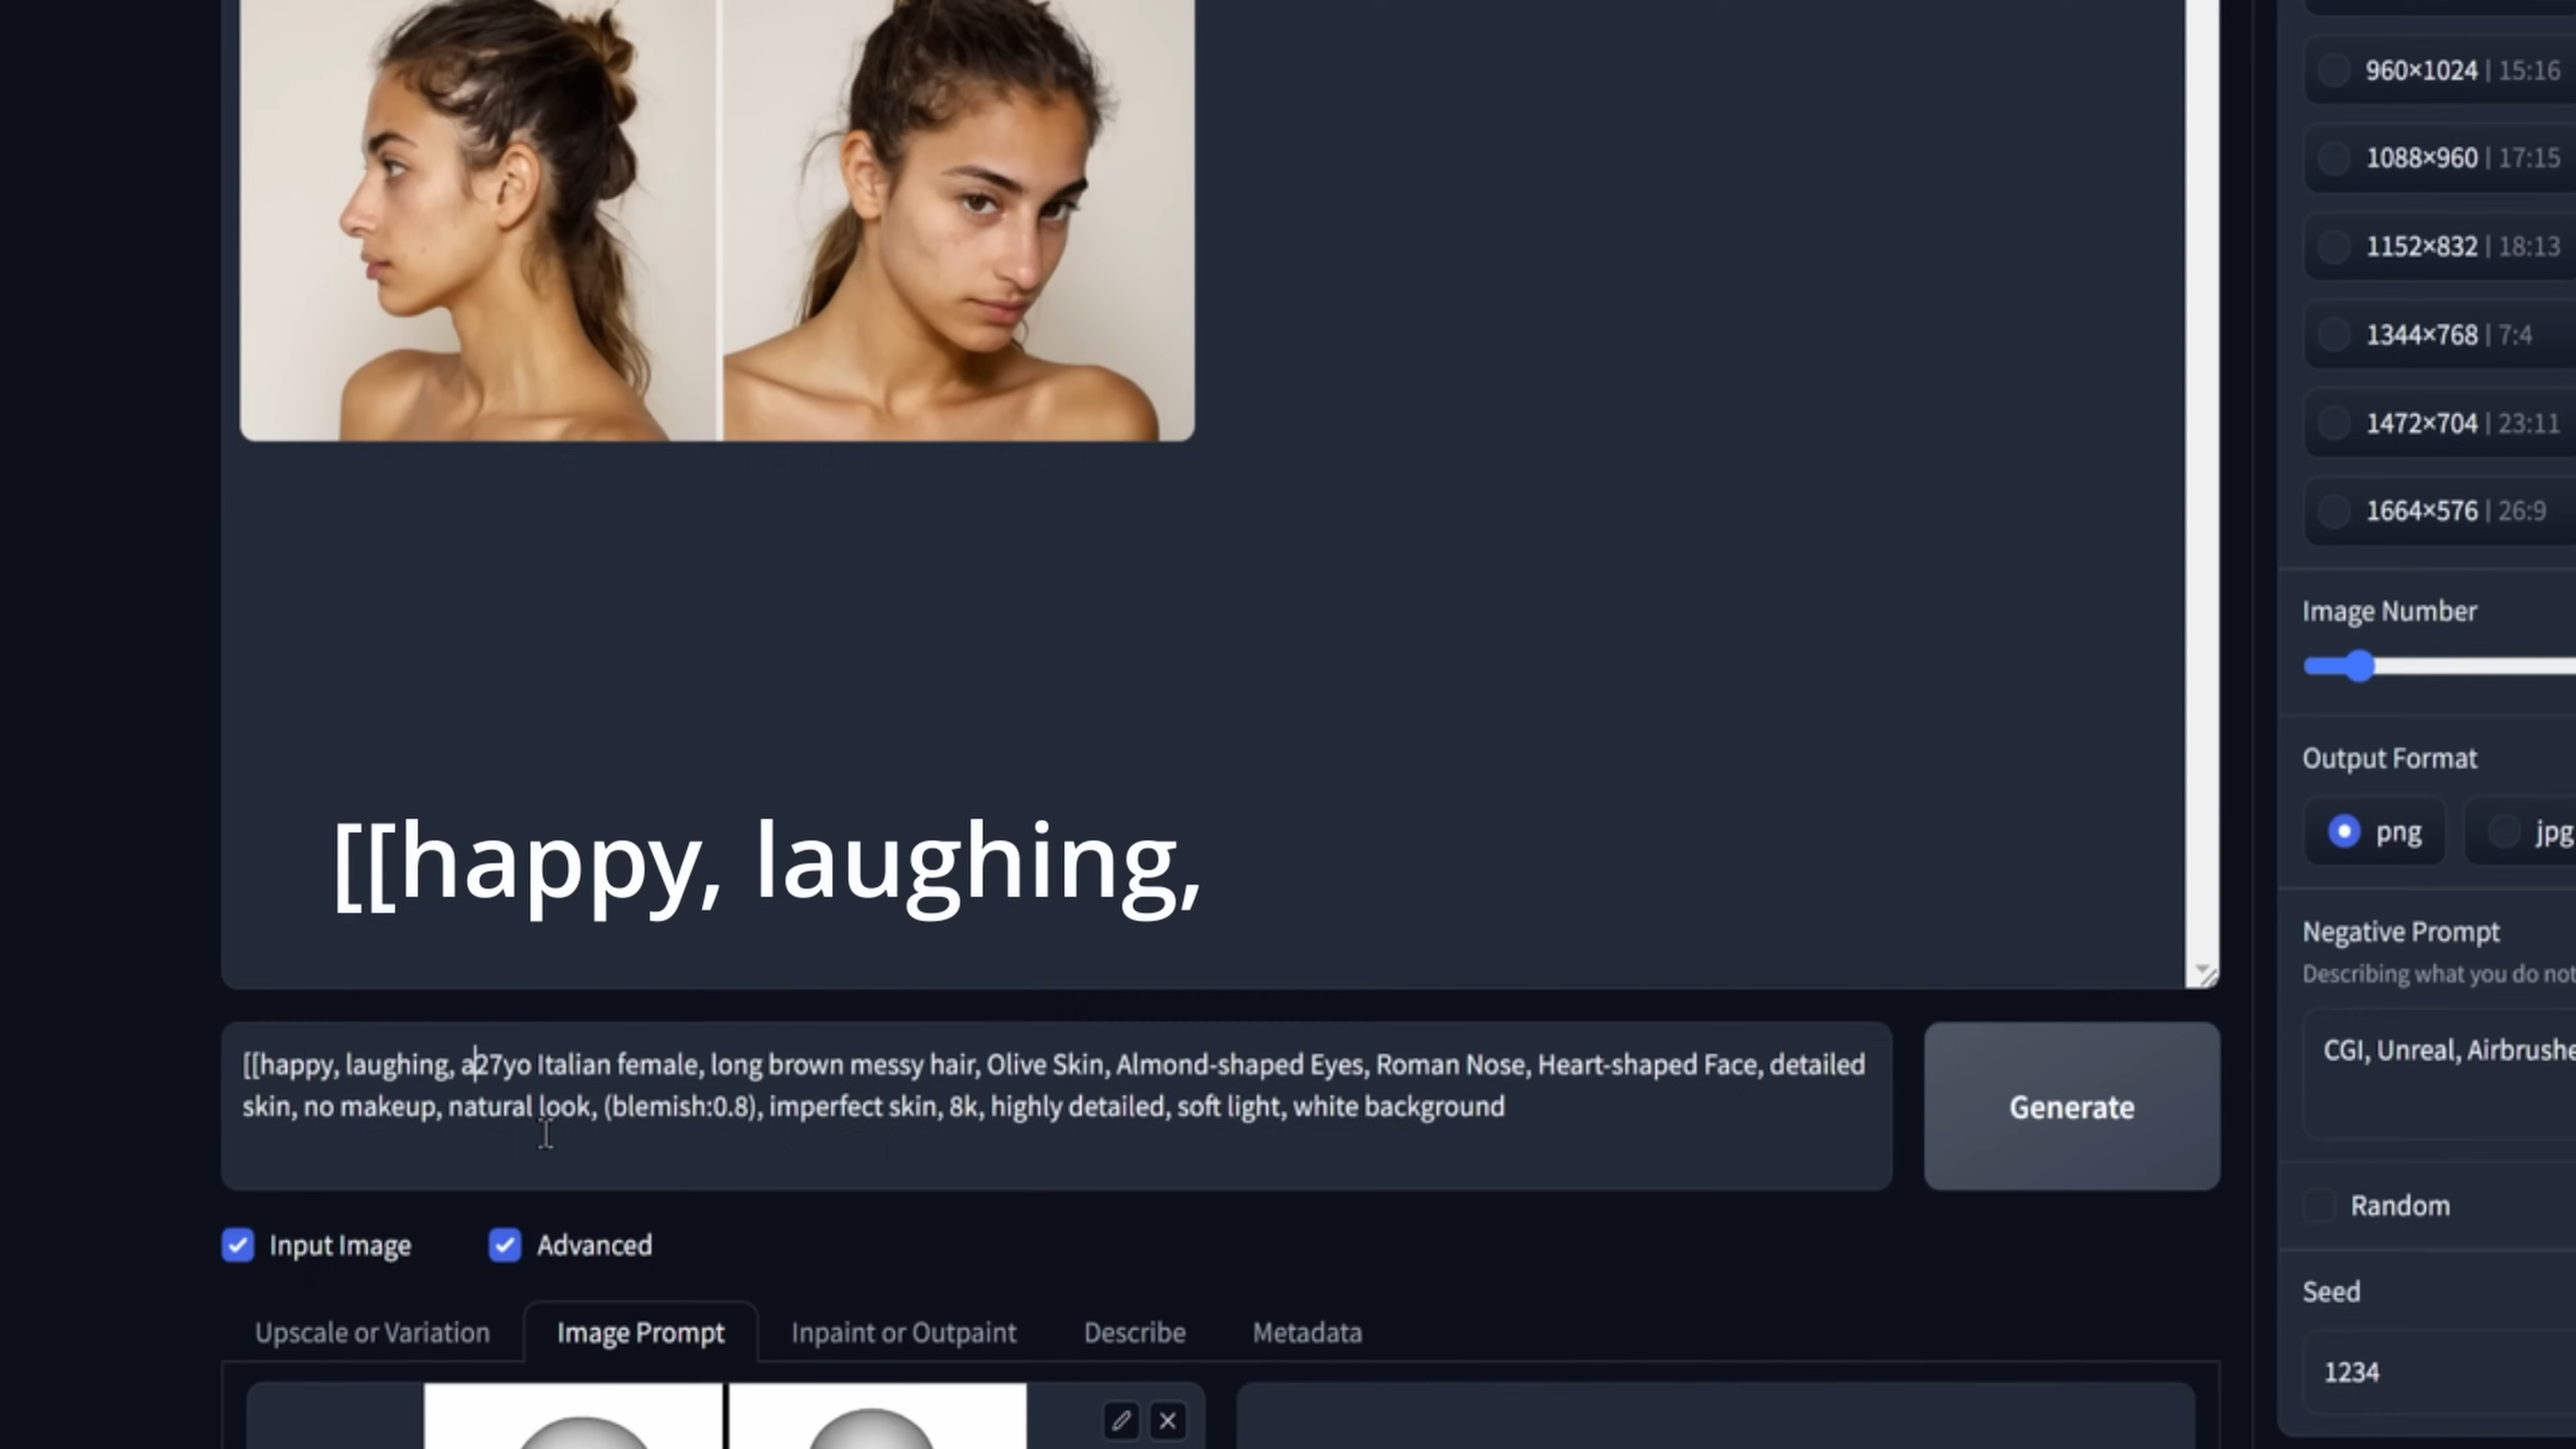 960×1024 | 15:16
1088×960 | 17:15
1152×832 | 18:13
1344×768 | 7:4
1472×704 | 23:11
1664×576 | 26:9
Image Number
Output Format
png
jpg
Negative Prompt
Describing what you do not
CGI, Unreal, Airbrushe
Random
Seed
1234
[[happy, laughing,
[[happy, laughing, a27yo Italian female, long brown messy hair, Olive Skin, Almond-shaped Eyes, Roman Nose, Heart-shaped Face, detailed
skin, no makeup, natural look, (blemish:0.8), imperfect skin, 8k, highly detailed, soft light, white background
Generate
Input Image
Advanced
Upscale or Variation
Image Prompt
Inpaint or Outpaint
Describe
Metadata